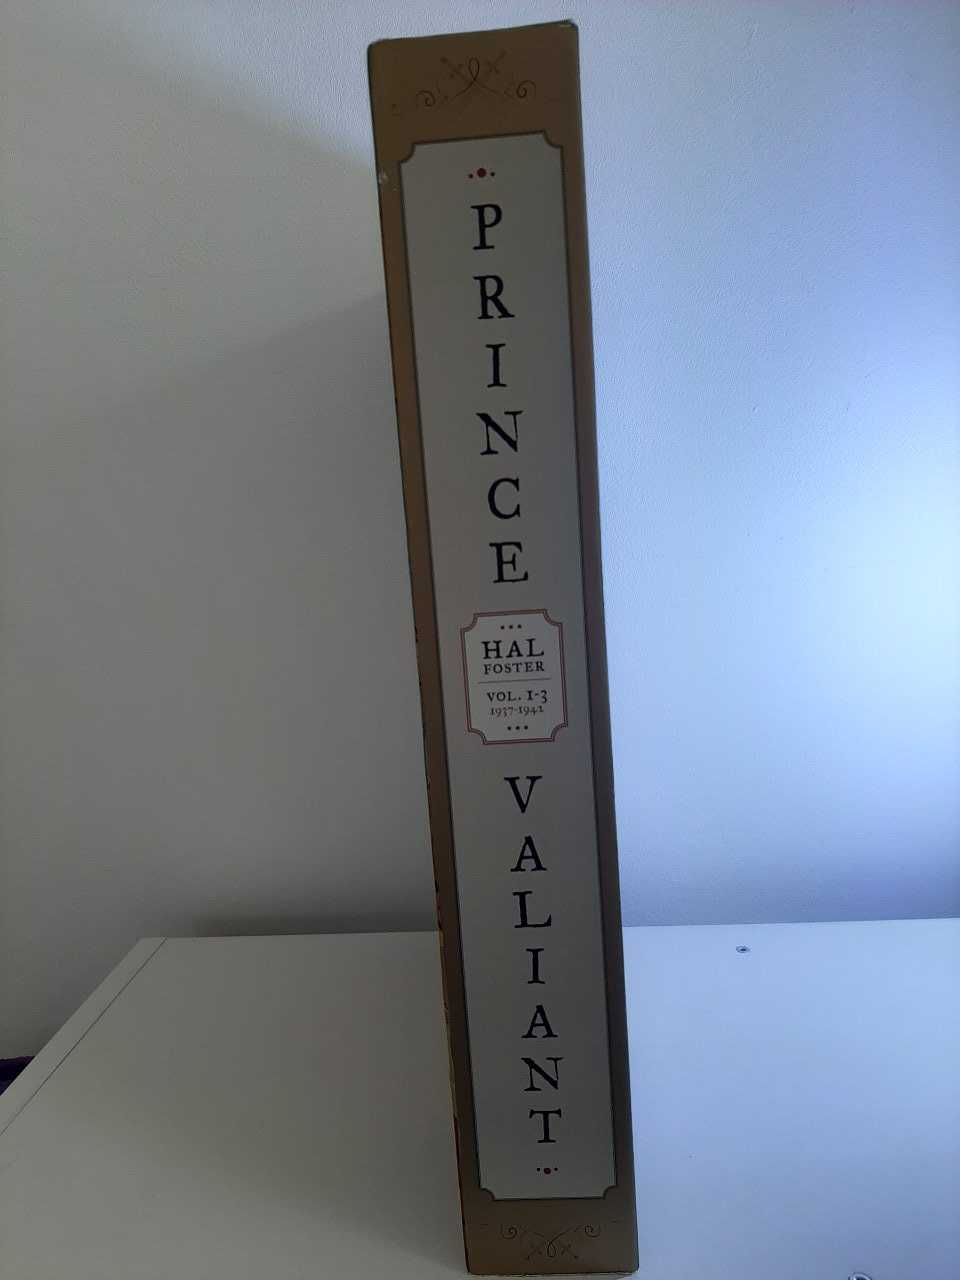 PRINCE
HAL
FOSTER
VOL. 1-3
1937-1942
VALIANT